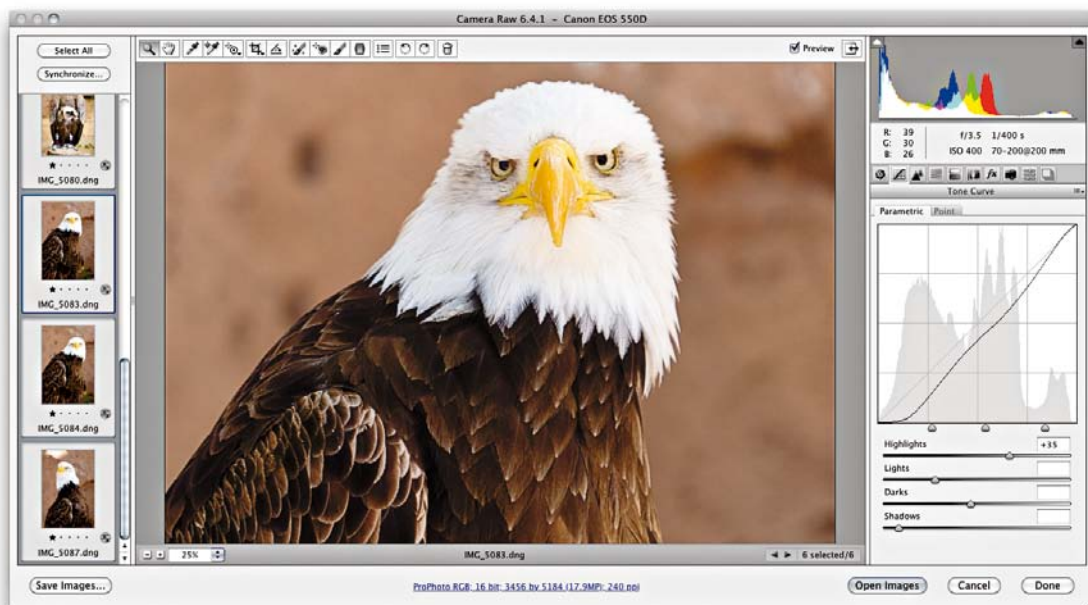 Camera Raw 6.4.1 - Canon EOS 550D
Select All
Synchronize...
Preview
IMG_5080.dng
IMG_5083.dng
IMG_5084.dng
IMG_5087.dng
R: 39
G: 30
B: 26
f/3.5 1/400 s
ISO 400 70-200@200 mm
Tone Curve
Parametric Point
Highlights +35
Lights
Darks
Shadows
25%
IMG_5083.dng
6 selected/6
Save Images...
ProPhoto RGB; 16 bit; 3456 by 5184 (17.9MP); 240 ppi
Open Images
Cancel
Done